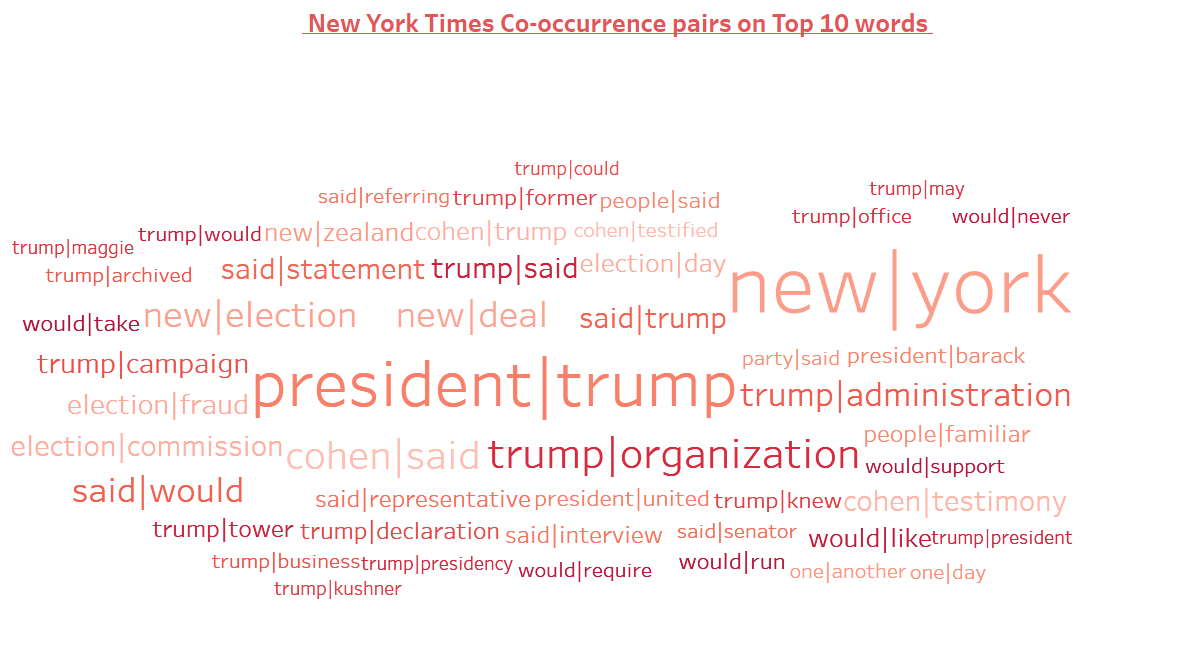 New York Times Co-occurrence pairs on Top 10 words
trump|could
trump|may
said|referring trump|former people|said
trump|office would|never
trump|would new|zealand cohen|trump cohen|testified
trump|maggie
trump|archived said|statement trump|said election|day
new|york
would|take new|election new|deal said|trump
trump|campaign
party|said president|barack
president|trump
trump|administration
election|fraud
people|familiar
election|commission cohen|said trump|organization
would|support
said|would
said|representative president|united trump|knew cohen|testimony
trump|tower trump|declaration said|interview said|senator would|like trump|president
trump|business trump|presidency would|require would|run one|another one|day
trump|kushner